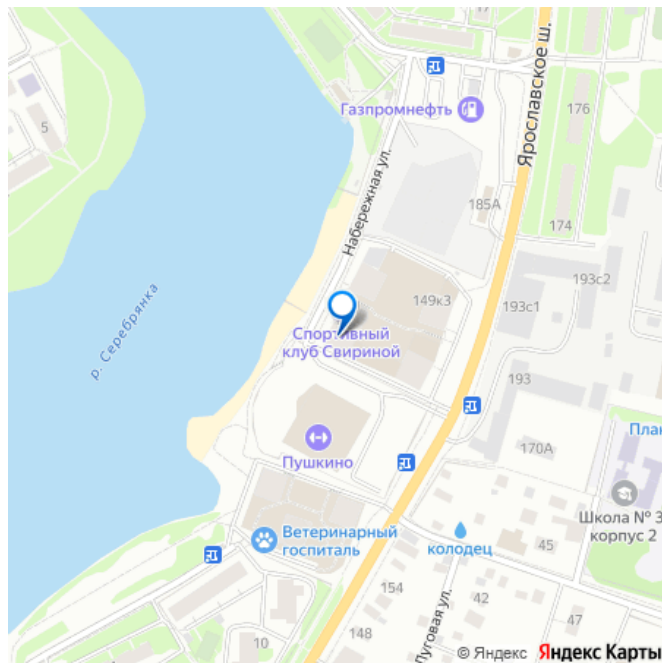 17
17
Ярославское ш.
5
Газпромнефть
176
Набережная ул.
185А
174
193с2
149к3
193с1
р. Серебрянка
Спортивный
клуб Свириной
193
170А
Пла
Пушкино
Школа № 3
корпус 2
Ветеринарный
госпиталь
колодец
45
154
42
Луговая ул.
47
10
148
© Яндекс Яндекс Карты